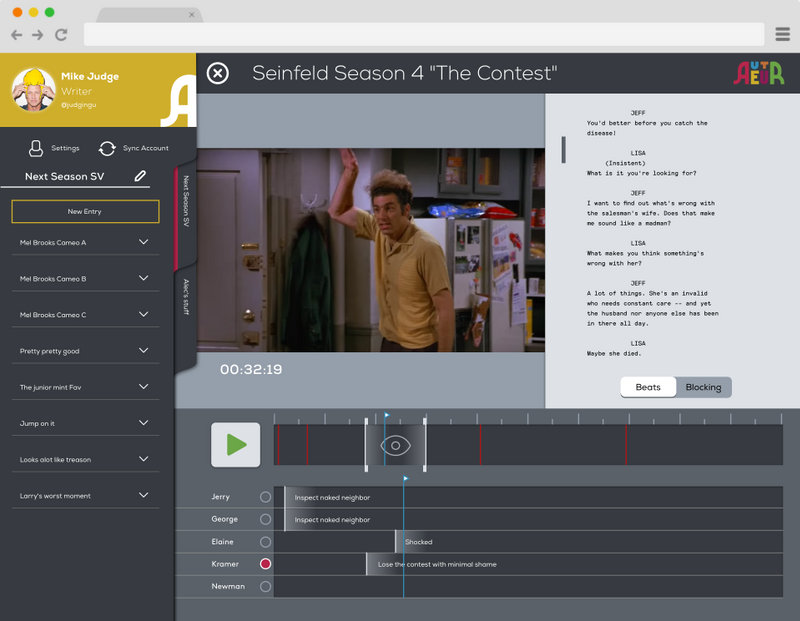 Mike Judge
Writer
@judgingu
Settings
Sync Account
Next Season SV
New Entry
Mel Brooks Cameo A
Mel Brooks Cameo B
Mel Brooks Cameo C
Pretty pretty good
The junior mint Fav
Jump on it
Looks alot like treason
Larry's worst moment
Next Season SV
Alec's stuff
Seinfeld Season 4 "The Contest"
AUTEUR
00:32:19
JEFF
You'd better before you catch the
disease!
LISA
(Insistent)
What is it you're looking for?
JEFF
I want to find out what's wrong with
the salesman's wife. Does that make
me sound like a madman?
LISA
What makes you think something's
wrong with her?
JEFF
A lot of things. She's an invalid
who needs constant care -- and yet
the husband nor anyone else has been
in there all day.
LISA
Maybe she died.
Beats
Blocking
Jerry
Inspect naked neighbor
George
Inspect naked neighbor
Elaine
Shocked
Kramer
Lose the contest with minimal shame
Newman